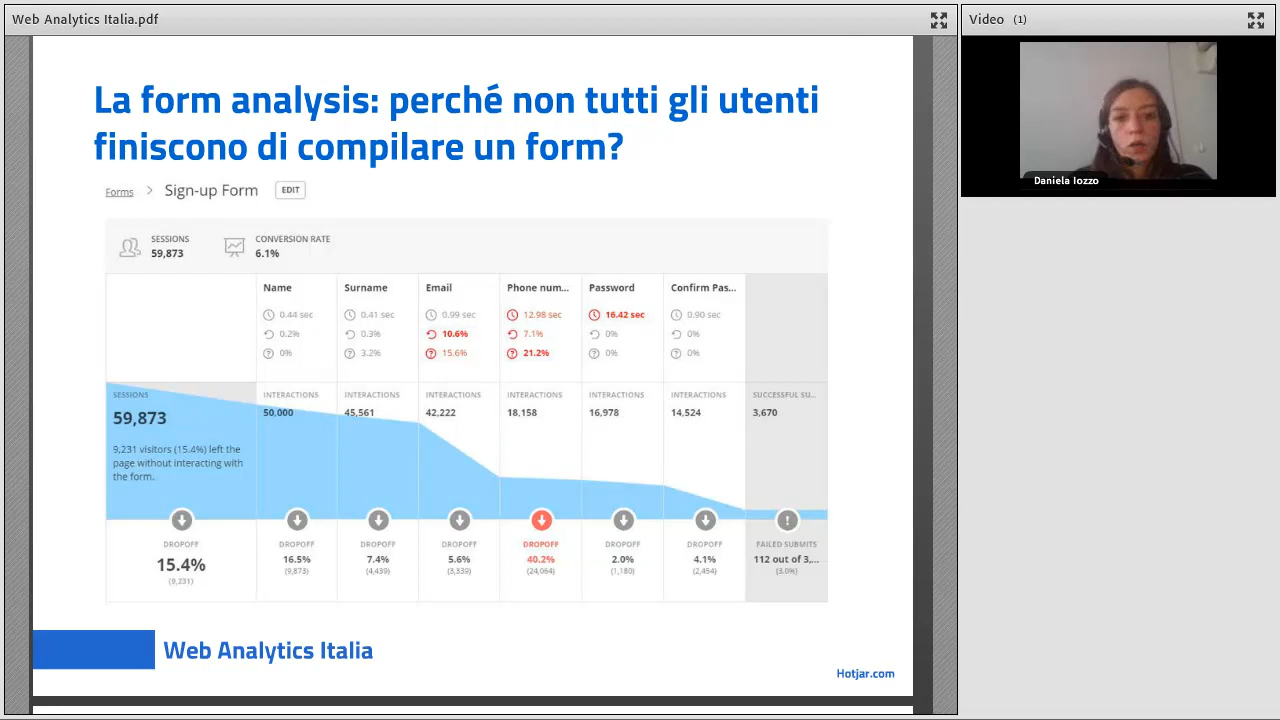 Web Analytics Italia.pdf
Video (1)
Daniela Iozzo
La form analysis: perché non tutti gli utenti
finiscono di compilare un form?
Forms > Sign-up Form EDIT
SESSIONS
59,873
CONVERSION RATE
6.1%
Name Surname Email Phone num... Password Confirm Pas...
0.44 sec 0.41 sec 0.99 sec 12.98 sec 16.42 sec 0.90 sec
0.2% 0.3% 10.6% 7.1% 0% 0%
0% 3.2% 15.6% 21.2% 0% 0%
SESSIONS INTERACTIONS INTERACTIONS INTERACTIONS INTERACTIONS INTERACTIONS INTERACTIONS SUCCESSFUL SU...
59,873 50,000 45,561 42,222 18,158 16,978 14,524 3,670
9,231 visitors (15.4%) left the
page without interacting with
the form.
DROPOFF DROPOFF DROPOFF DROPOFF DROPOFF DROPOFF DROPOFF FAILED SUBMITS
15.4% 16.5% 7.4% 5.6% 40.2% 2.0% 4.1% 112 out of 3,...
(9,231) (9,873) (4,439) (3,339) (24,064) (1,180) (2,454) (3.0%)
Web Analytics Italia
Hotjar.com